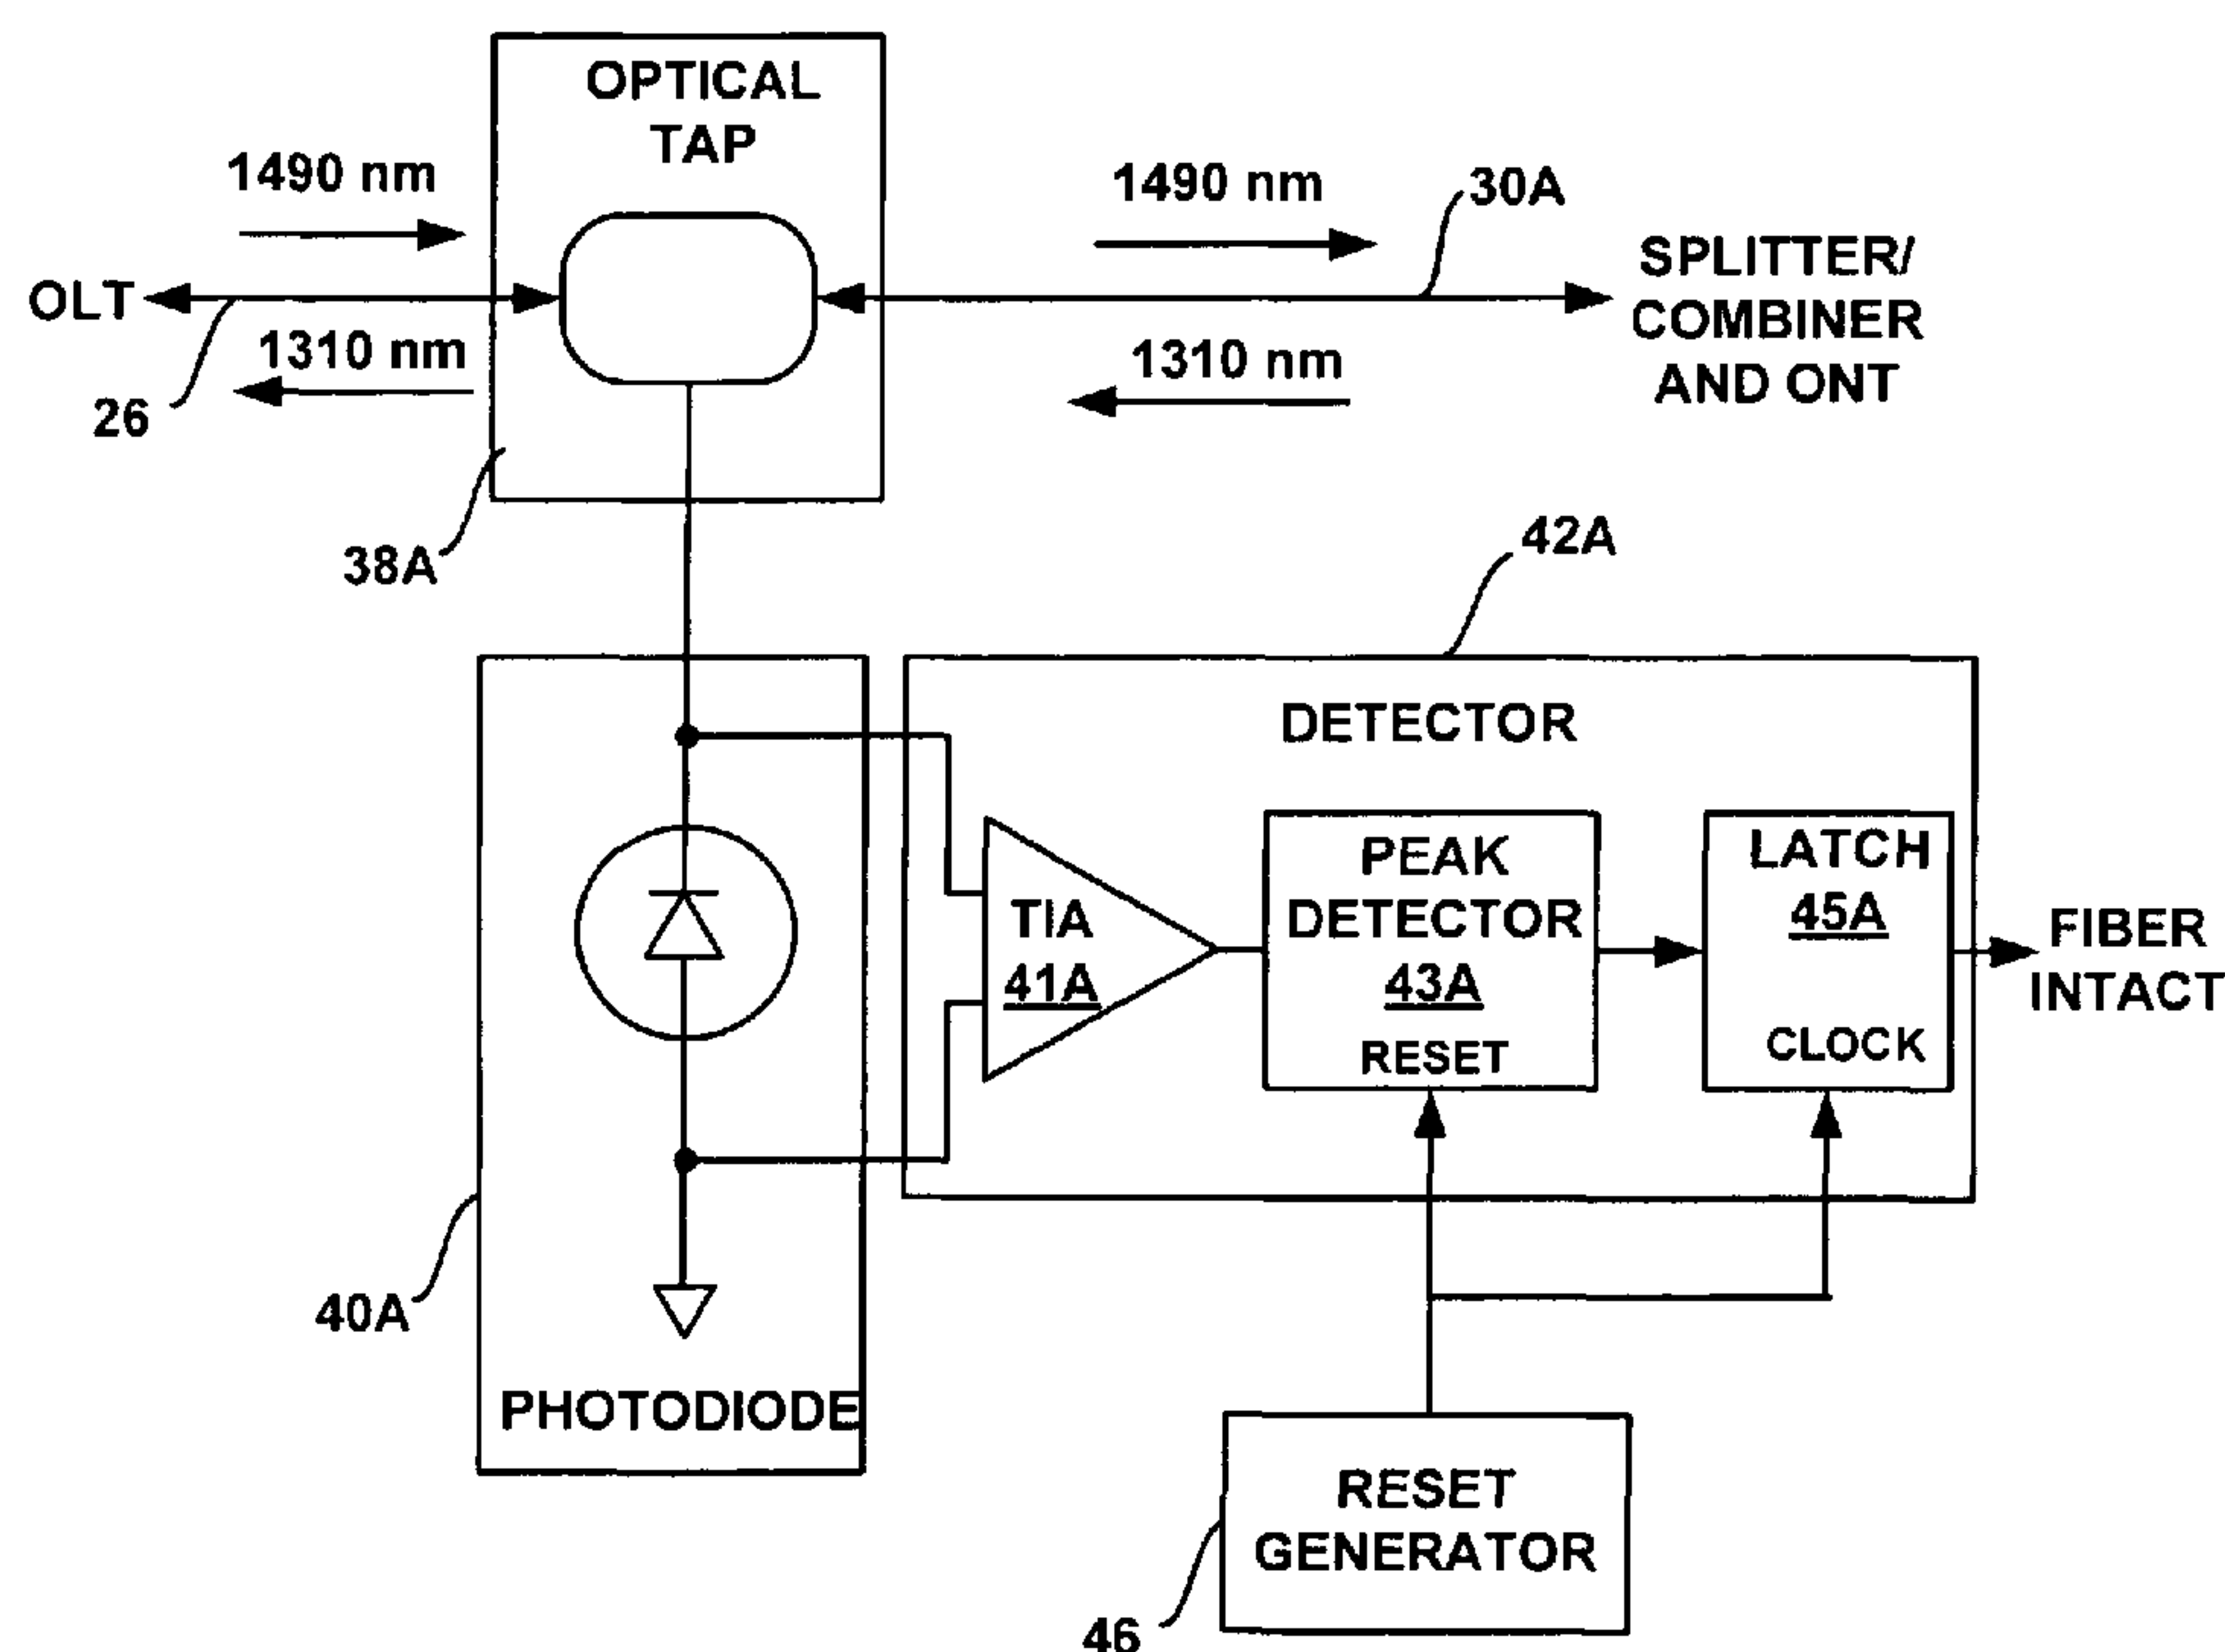 OPTICAL
TAP
1490 nm
1490 nm
30A
OLT
SPLITTER/
COMBINER
AND ONT
1310 nm
1310 nm
26
38A
42A
DETECTOR
TIA
41A
PEAK
DETECTOR
43A
RESET
LATCH
45A
CLOCK
FIBER
INTACT
40A
PHOTODIODE
RESET
GENERATOR
46